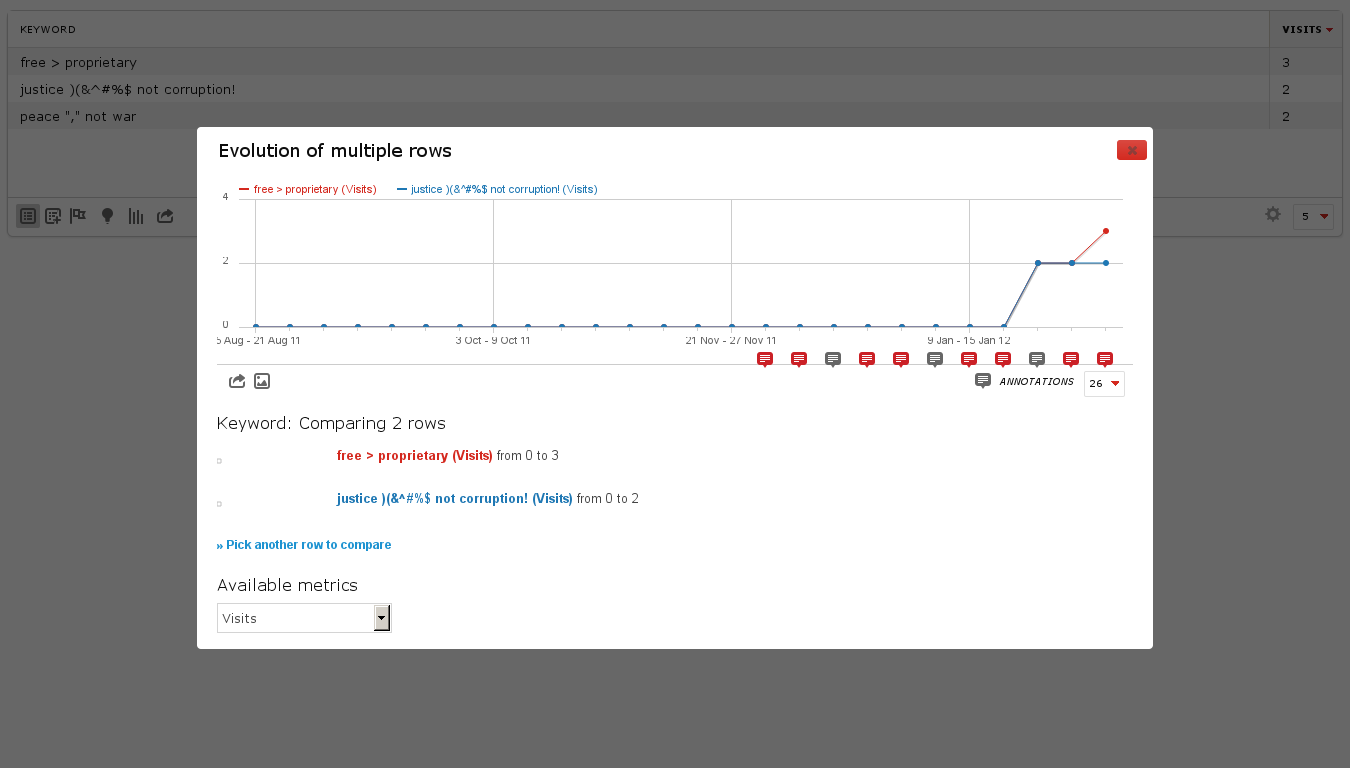 KEYWORD VISITS
free > proprietary 3
justice )(&^#%$ not corruption! 2
peace "," not war 2
Evolution of multiple rows
free > proprietary (Visits) justice )(&^#%$ not corruption! (Visits)
4
2
0
5 Aug - 21 Aug 11 3 Oct - 9 Oct 11 21 Nov - 27 Nov 11 9 Jan - 15 Jan 12
5
ANNOTATIONS 26
Keyword: Comparing 2 rows
free > proprietary (Visits) from 0 to 3
justice )(&^#%$ not corruption! (Visits) from 0 to 2
» Pick another row to compare
Available metrics
Visits